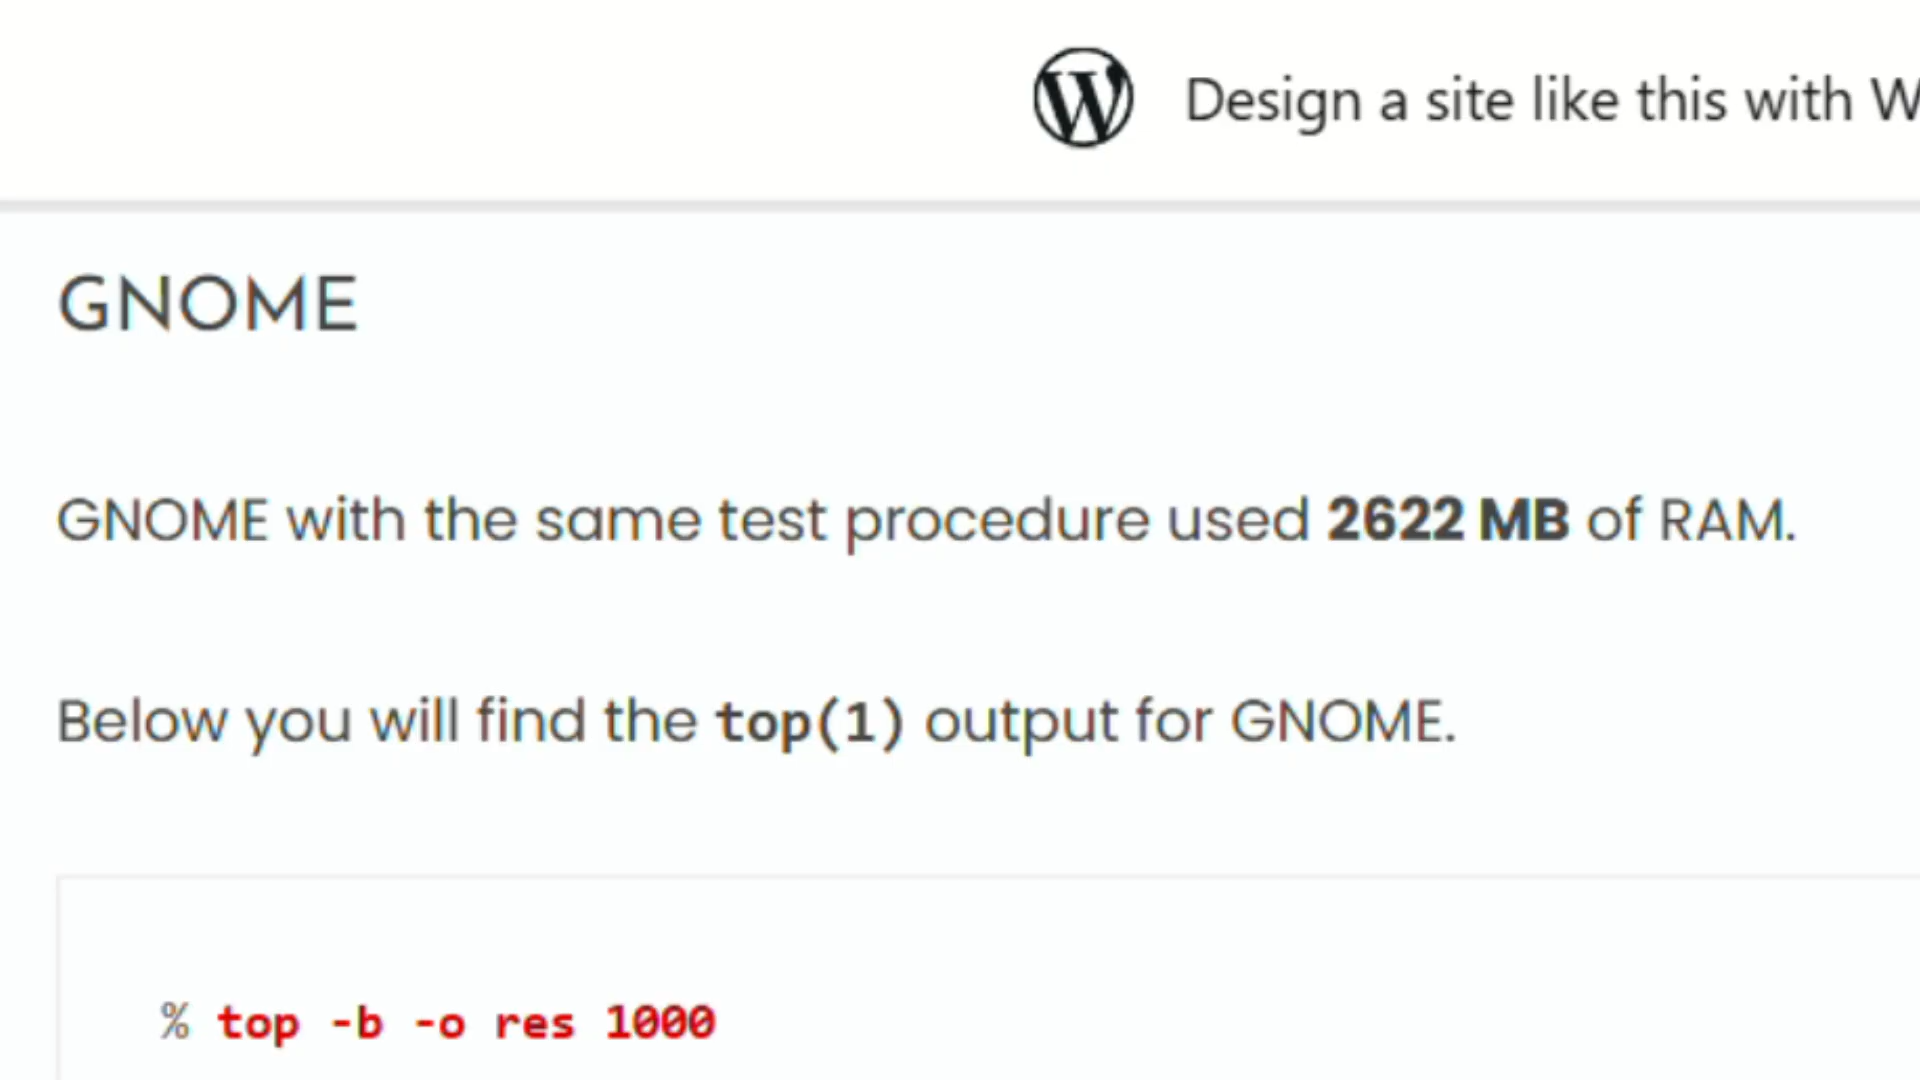 Design a site like this with W
GNOME
GNOME with the same test procedure used 2622 MB of RAM.
Below you will find the top(1) output for GNOME.
% top -b -o res 1000